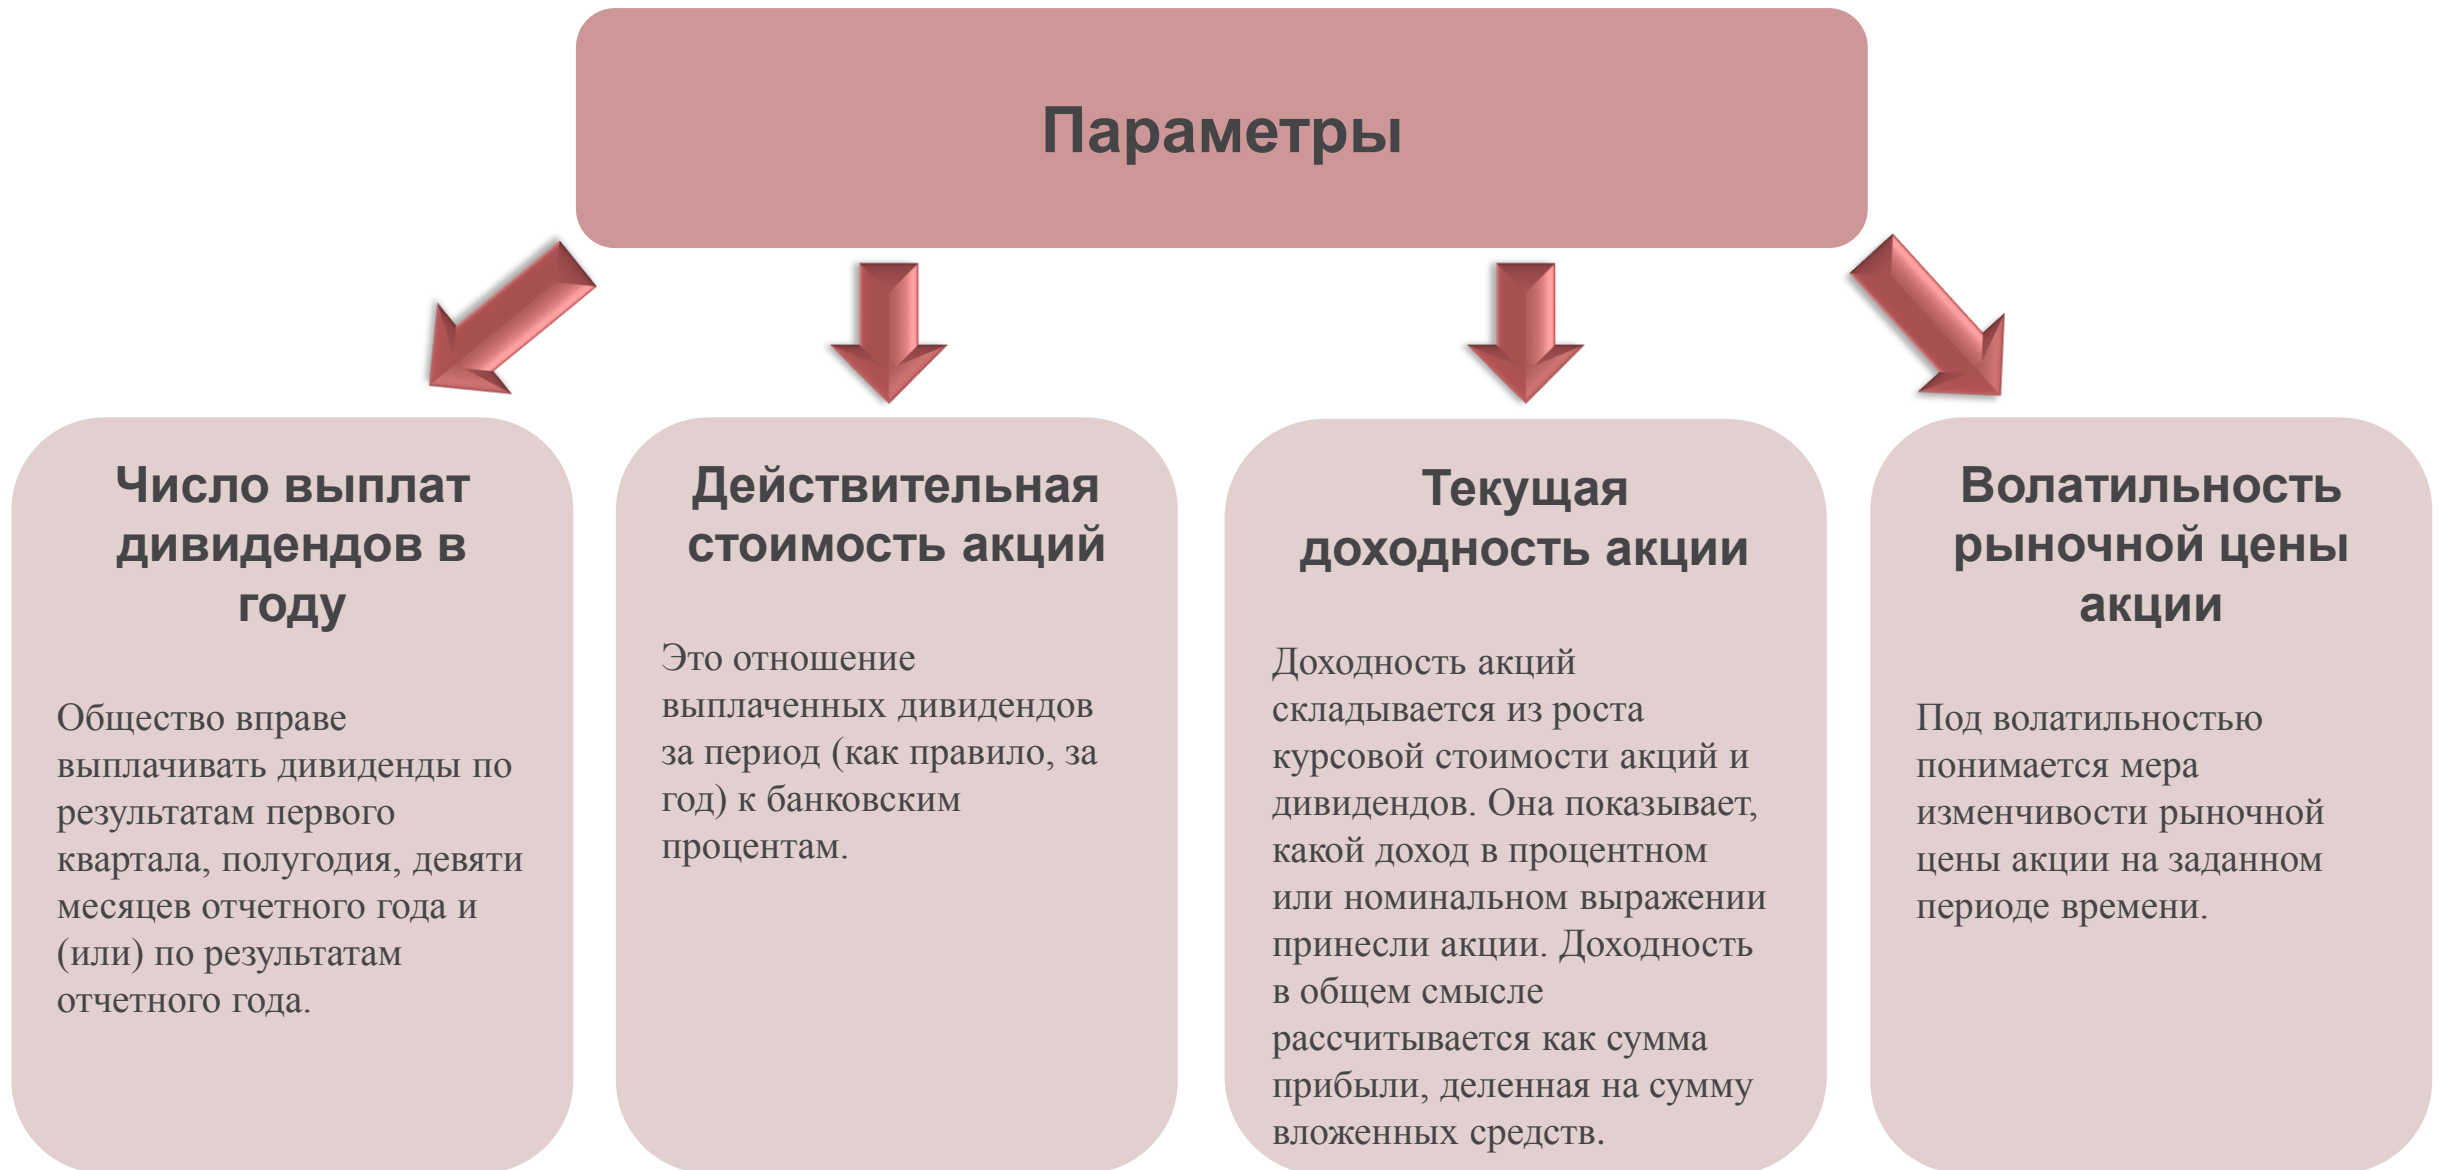 Параметры
Число выплат
дивидендов в
году
Общество вправе
выплачивать дивиденды по
результатам первого
квартала, полугодия, девяти
месяцев отчетного года и
(или) по результатам
отчетного года.
Действительная
стоимость акций
Это отношение
выплаченных дивидендов
за период (как правило, за
год) к банковским
процентам.
Текущая
доходность акции
Доходность акций
складывается из роста
курсовой стоимости акций и
дивидендов. Она показывает,
какой доход в процентном
или номинальном выражении
принесли акции. Доходность
в общем смысле
рассчитывается как сумма
прибыли, деленная на сумму
вложенных средств.
Волатильность
рыночной цены
акции
Под волатильностью
понимается мера
изменчивости рыночной
цены акции на заданном
периоде времени.